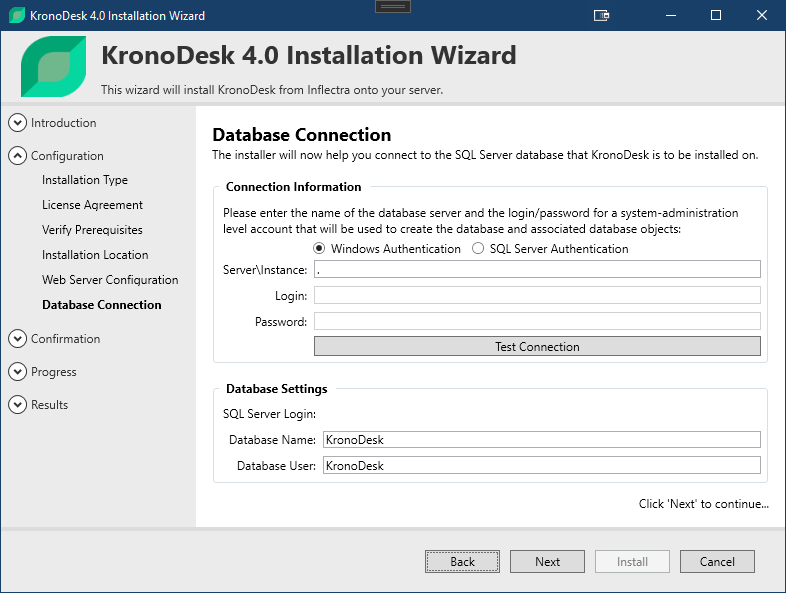 KronoDesk 4.0 Installation Wizard
KronoDesk 4.0 Installation Wizard
This wizard will install KronoDesk from Inflectra onto your server.
Introduction
Configuration
Installation Type
License Agreement
Verify Prerequisites
Installation Location
Web Server Configuration
Database Connection
Confirmation
Progress
Results
Database Connection
The installer will now help you connect to the SQL Server database that KronoDesk is to be installed on.
Connection Information
Please enter the name of the database server and the login/password for a system-administration
level account that will be used to create the database and associated database objects:
Windows Authentication SQL Server Authentication
Server\Instance: .
Login:
Password:
Test Connection
Database Settings
SQL Server Login:
Database Name: KronoDesk
Database User: KronoDesk
Click 'Next' to continue...
Back Next Install Cancel